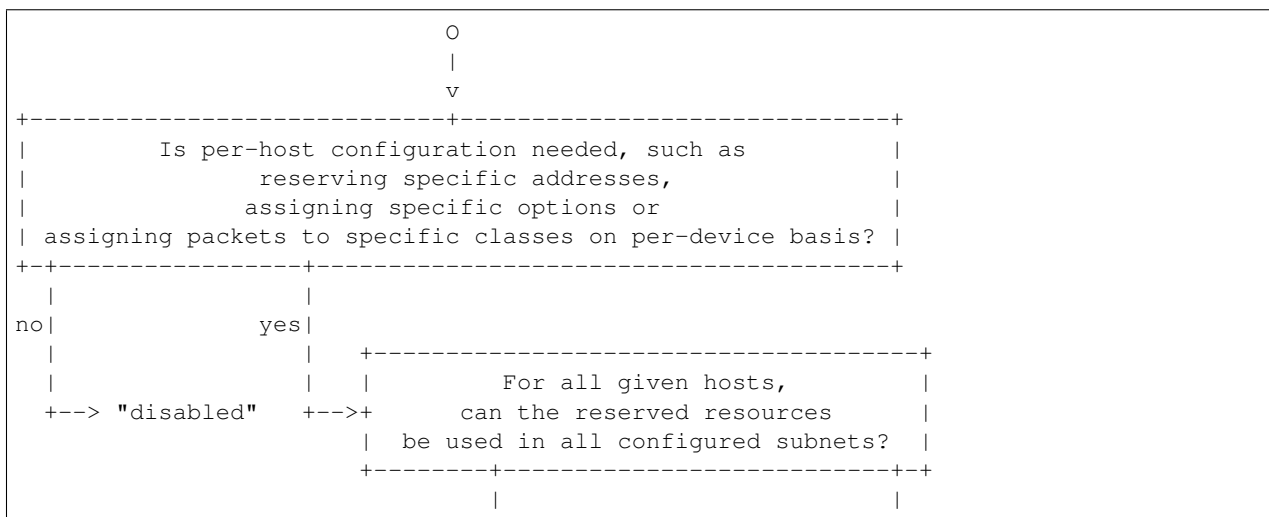 O
|
v
+-----------------------------+------------------------------+
|         Is per-host configuration needed, such as          |
|                reserving specific addresses,               |
|               assigning specific options or                |
| assigning packets to specific classes on per-device basis? |
+-+-----------------+----------------------------------------+
  |                 |
no|              yes|
  |                 |   +--------------------------------------+
  |                 |   |         For all given hosts,         |
  +--> "disabled"   +-->+      can the reserved resources      |
                        |  be used in all configured subnets?  |
                        +--------+---------------------------+-+
                                 |                           |